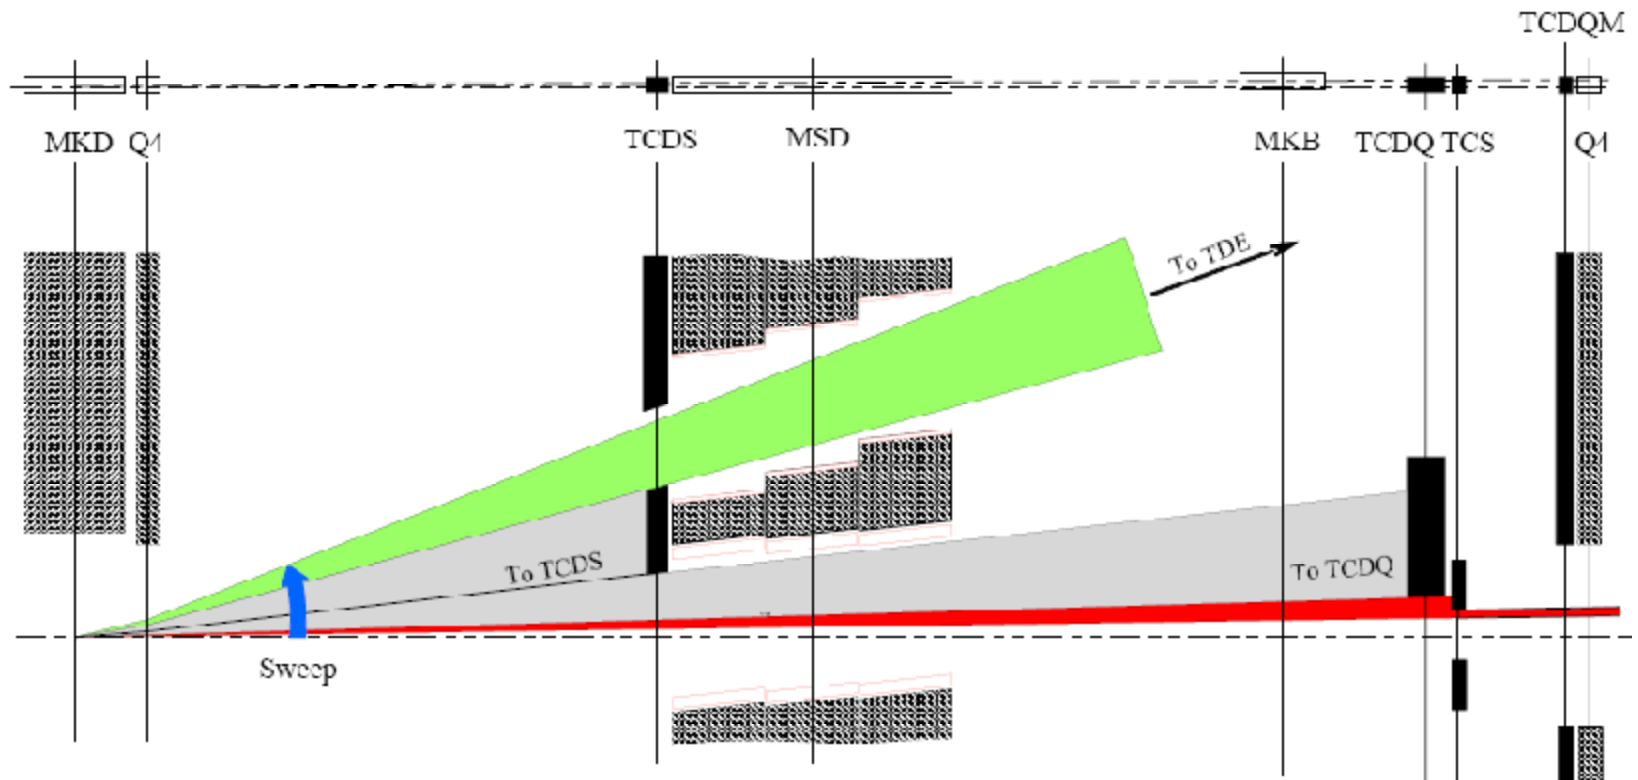 TCDQM
MKD Q4 TCDS MSD MKB TCDQ TCS Q4
To TDE
To TCDS
To TCDQ
Sweep